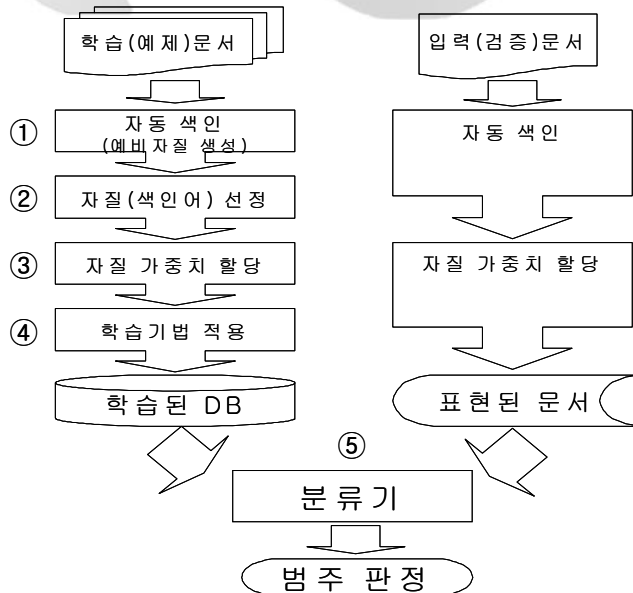 학습(예제)문서
① 자동 색인
(예비자질 생성)
② 자질(색인어) 선정
③ 자질 가중치 할당
④ 학습기법 적용
학습된 DB
입력(검증)문서
자동 색인
자질 가중치 할당
표현된 문서
⑤
분류기
범주 판정